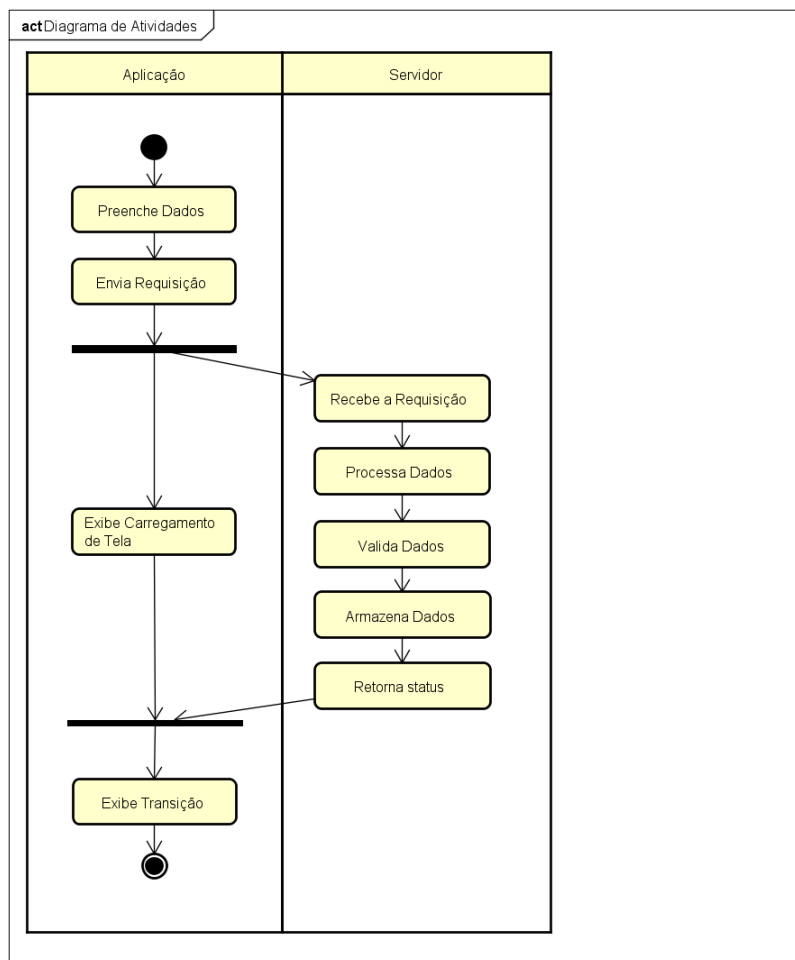 act Diagrama de Atividades
Aplicação
Servidor
Preenche Dados
Envia Requisição
Recebe a Requisição
Processa Dados
Exibe Carregamento
de Tela
Valida Dados
Armazena Dados
Retorna status
Exibe Transição